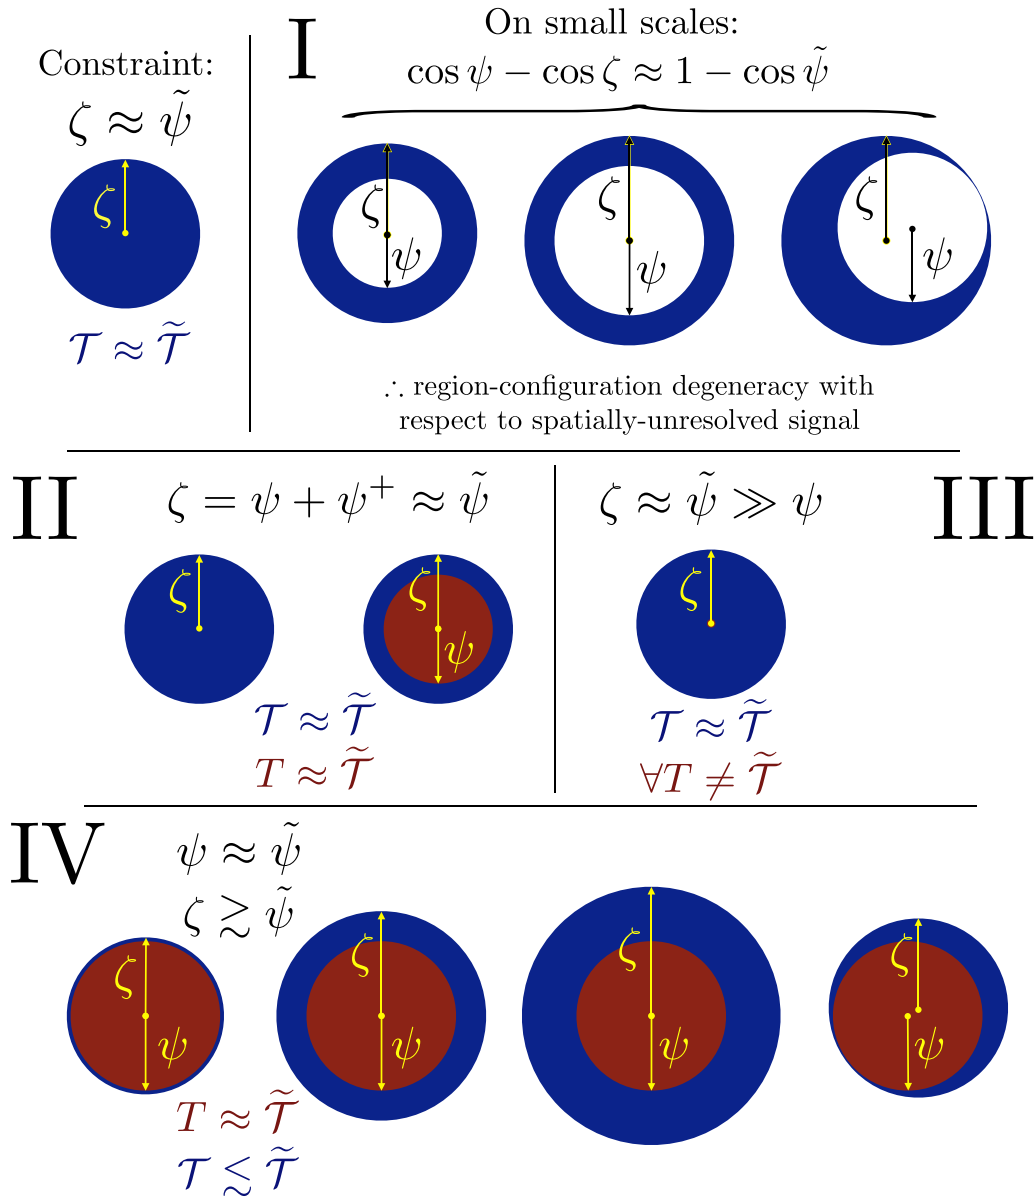 Constraint:
ζ ≈ ψ̃
ζ
𝒯 ≈ 𝒯̃
I
On small scales:
cos ψ − cos ζ ≈ 1 − cos ψ̃
ζ
ψ
ζ
ψ
ζ
ψ
∴ region-configuration degeneracy with
respect to spatially-unresolved signal
II
ζ = ψ + ψ⁺ ≈ ψ̃
ζ
ζ
ψ
𝒯 ≈ 𝒯̃
T ≈ 𝒯̃
III
ζ ≈ ψ̃ ≫ ψ
ζ
𝒯 ≈ 𝒯̃
∀T ≠ 𝒯̃
IV
ψ ≈ ψ̃
ζ ≳ ψ̃
ζ
ψ
ζ
ψ
ζ
ψ
ζ
ψ
T ≈ 𝒯̃
𝒯 ≲ 𝒯̃